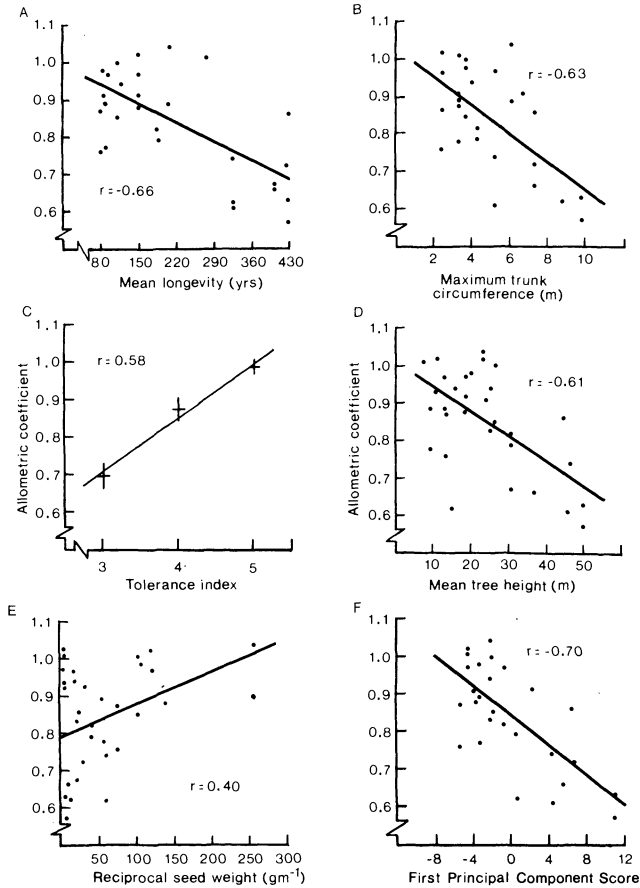 A
1.1
1.0
0.9
0.8
0.7
0.6
r=-0.66
80 150 220 290 360 430
Mean longevity (yrs)
B
1.1
1.0
0.9
0.8
0.7
0.6
r=-0.63
2 4 6 8 10
Maximum trunk
circumference (m)
C
Allometric coefficient
1.1
1.0
0.9
0.8
0.7
0.6
r=0.58
3 4 5
Tolerance index
D
Allometric coefficient
1.1
1.0
0.9
0.8
0.7
0.6
r=-0.61
10 20 30 40 50
Mean tree height (m)
E
1.1
1.0
0.9
0.8
0.7
0.6
r=0.40
50 100 150 200 250 300
Reciprocal seed weight (gm⁻¹)
F
1.1
1.0
0.9
0.8
0.7
0.6
r=-0.70
-8 -4 0 4 8 12
First Principal Component Score